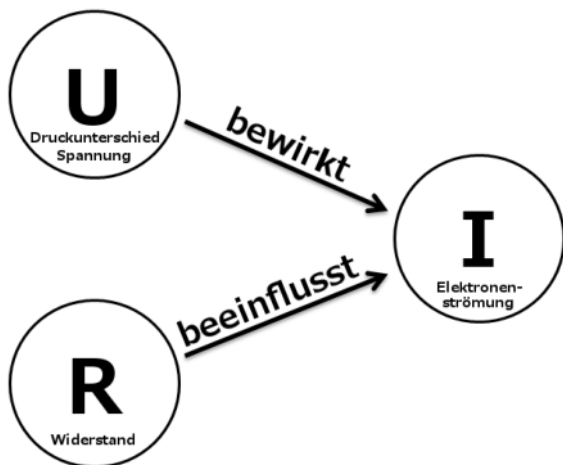 U
Druckunterschied
Spannung
bewirkt
I
Elektronen-
strömung
beeinflusst
R
Widerstand